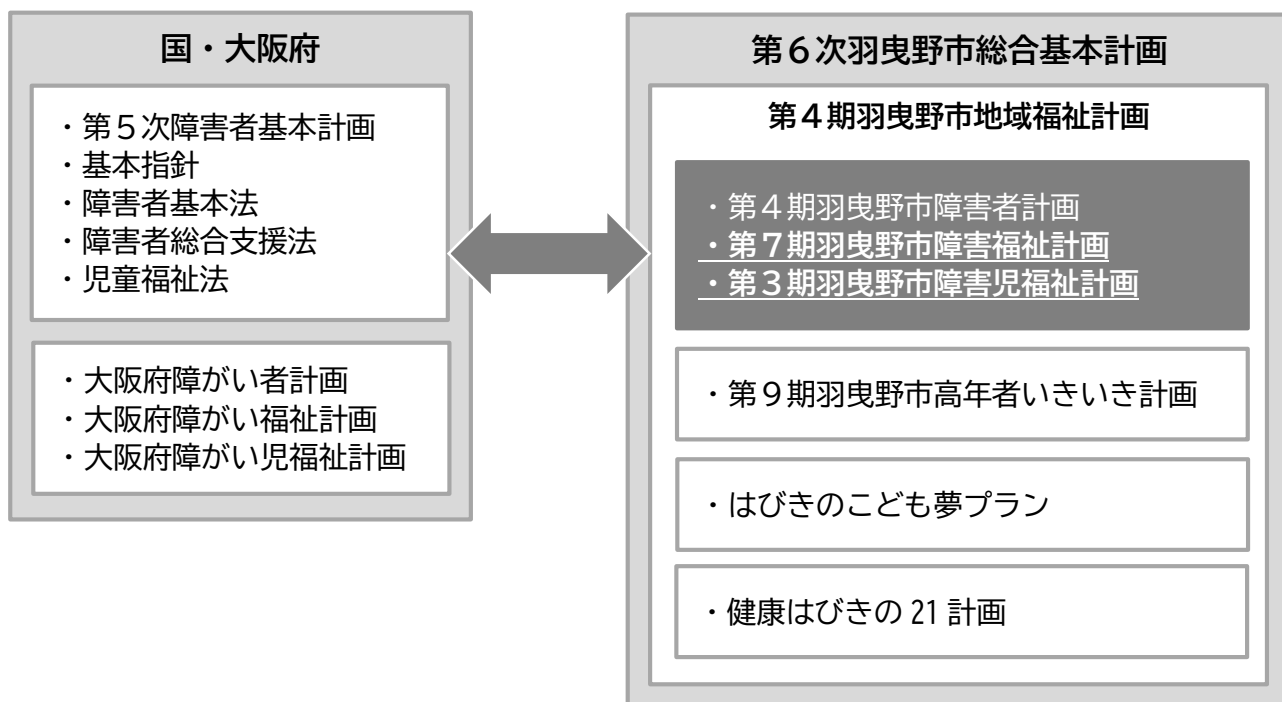 国・大阪府
・第５次障害者基本計画
・基本指針
・障害者基本法
・障害者総合支援法
・児童福祉法
・大阪府障がい者計画
・大阪府障がい福祉計画
・大阪府障がい児福祉計画
第６次羽曳野市総合基本計画
第４期羽曳野市地域福祉計画
・第４期羽曳野市障害者計画
・第７期羽曳野市障害福祉計画
・第３期羽曳野市障害児福祉計画
・第９期羽曳野市高年者いきいき計画
・はびきのこども夢プラン
・健康はびきの 21 計画